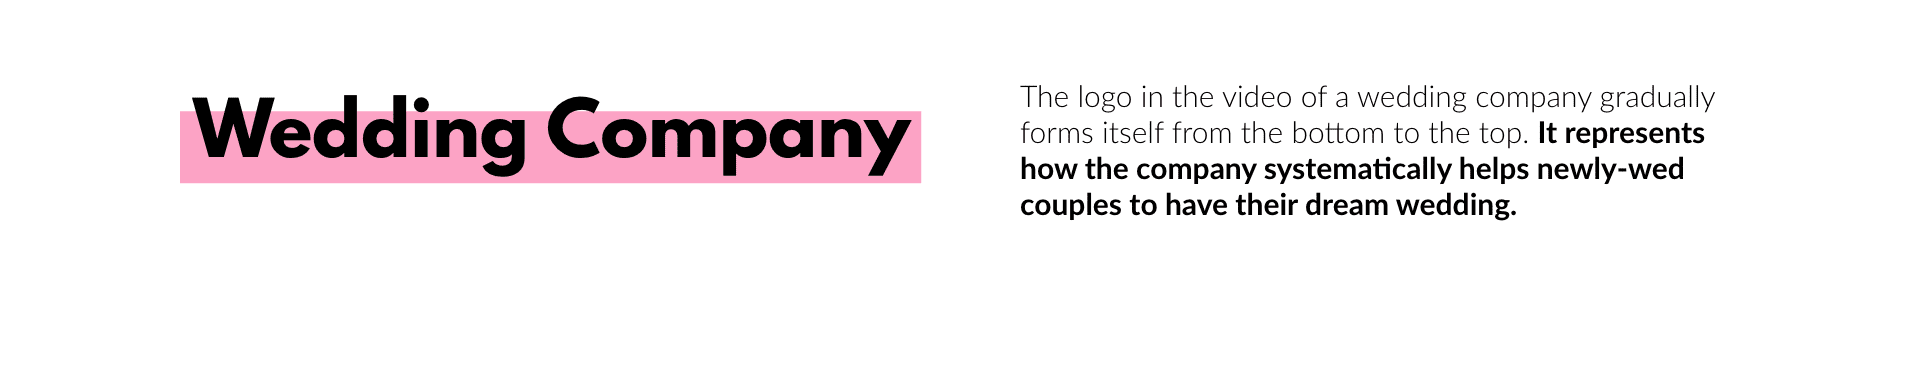 Wedding Company
The logo in the video of a wedding company gradually
forms itself from the bottom to the top. It represents
how the company systematically helps newly-wed
couples to have their dream wedding.